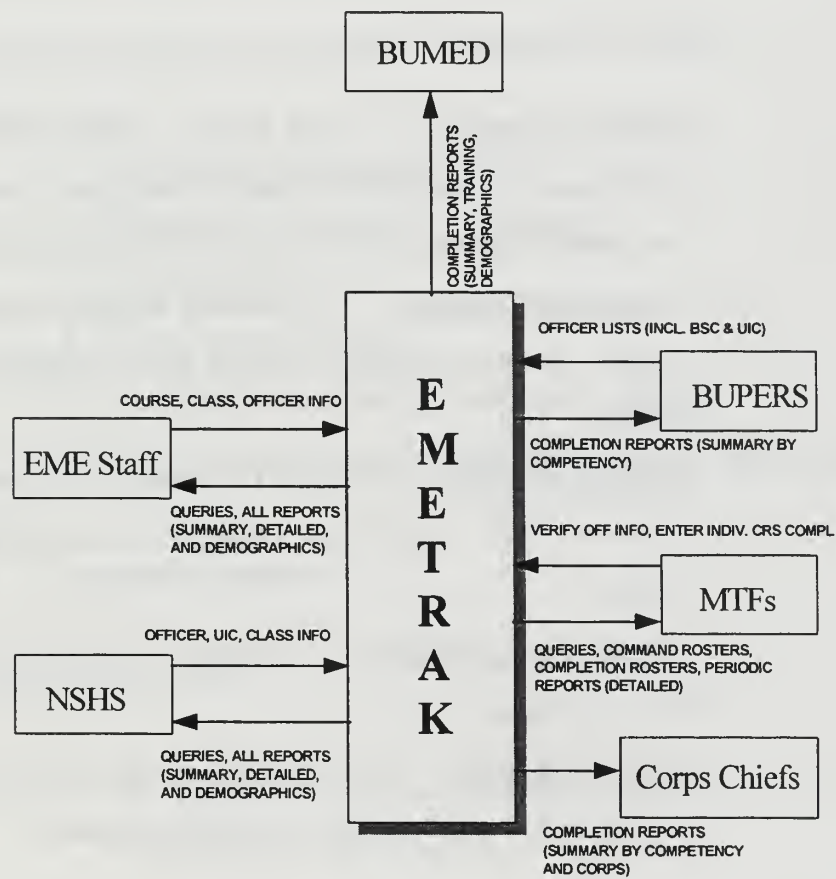 BUMED
COMPLETION REPORTS
(SUMMARY, TRAINING,
DEMOGRAPHICS)
EMETRAK
OFFICER LISTS (INCL. BSC & UIC)
BUPERS
COMPLETION REPORTS (SUMMARY BY
COMPETENCY)
COURSE, CLASS, OFFICER INFO
EME Staff
QUERIES, ALL REPORTS
(SUMMARY, DETAILED,
AND DEMOGRAPHICS)
VERIFY OFF INFO, ENTER INDIV. CRS COMPL
MTFs
QUERIES, COMMAND ROSTERS,
COMPLETION ROSTERS, PERIODIC
REPORTS (DETAILED)
OFFICER, UIC, CLASS INFO
NSHS
QUERIES, ALL REPORTS
(SUMMARY, DETAILED,
AND DEMOGRAPHICS)
Corps Chiefs
COMPLETION REPORTS
(SUMMARY BY COMPETENCY
AND CORPS)